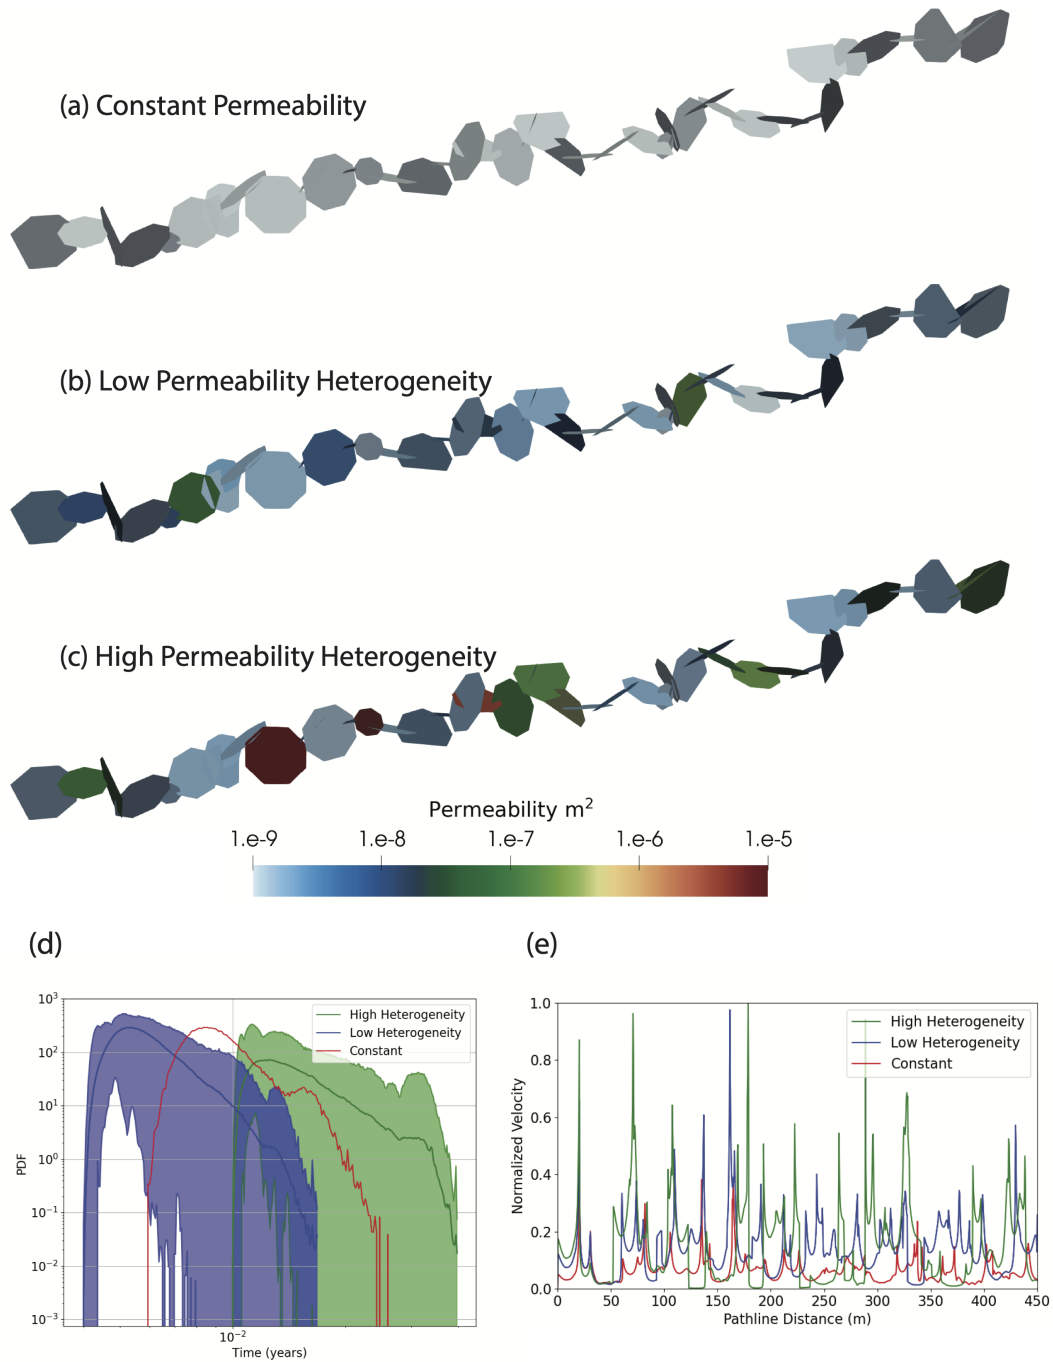 (a) Constant Permeability
(b) Low Permeability Heterogeneity
(c) High Permeability Heterogeneity
Permeability m²
1.e-9 1.e-8 1.e-7 1.e-6 1.e-5
(d)
10³
10²
10¹
10⁰
10⁻¹
10⁻²
10⁻³
PDF
High Heterogeneity
Low Heterogeneity
Constant
10⁻²
Time (years)
(e)
1.0
0.8
0.6
0.4
0.2
0.0
Normalized Velocity
High Heterogeneity
Low Heterogeneity
Constant
0 50 100 150 200 250 300 350 400 450
Pathline Distance (m)